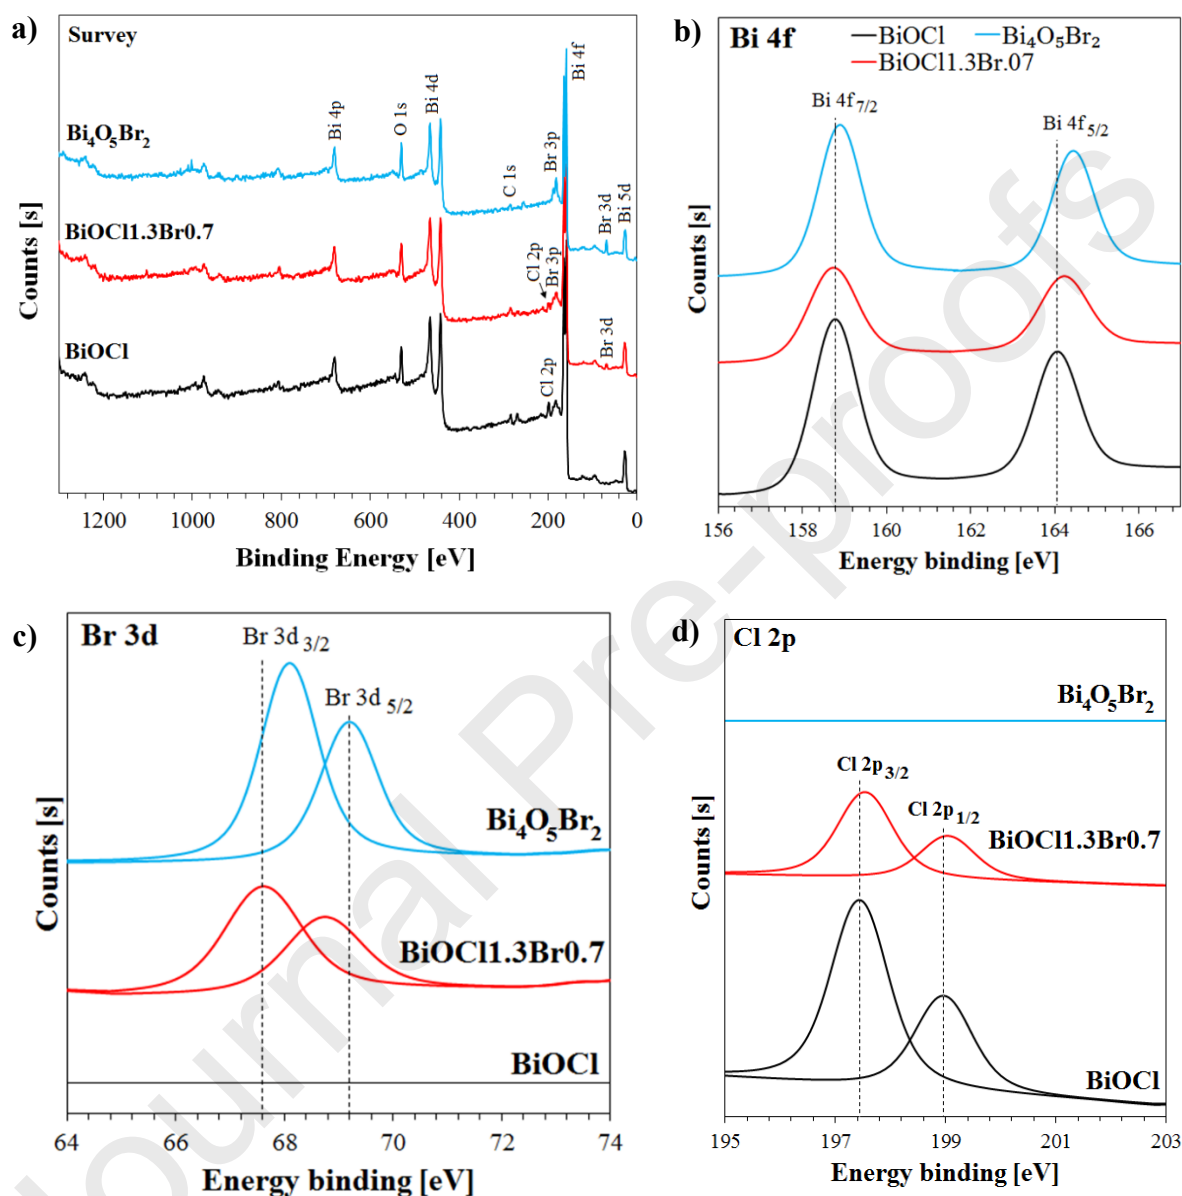 a)
Survey
Bi 4f
Bi 4d
Bi 4p
O 1s
Br 3p
C 1s
Br 3d
Bi 5d
Bi₄O₅Br₂
BiOCl1.3Br0.7
Cl 2p
Br 3p
Br 3d
BiOCl
Cl 2p
Counts [s]
1200 1000 800 600 400 200 0
Binding Energy [eV]
b)
Bi 4f
BiOCl Bi₄O₅Br₂
BiOCl1.3Br.07
Bi 4f7/2
Bi 4f5/2
Counts [s]
156 158 160 162 164 166
Energy binding [eV]
c)
Br 3d
Br 3d 3/2
Br 3d 5/2
Bi₄O₅Br₂
BiOCl1.3Br0.7
BiOCl
Counts [s]
64 66 68 70 72 74
Energy binding [eV]
d)
Cl 2p
Bi₄O₅Br₂
Cl 2p3/2
Cl 2p1/2
BiOCl1.3Br0.7
BiOCl
Counts [s]
195 197 199 201 203
Energy binding [eV]
Journal Pre-proofs